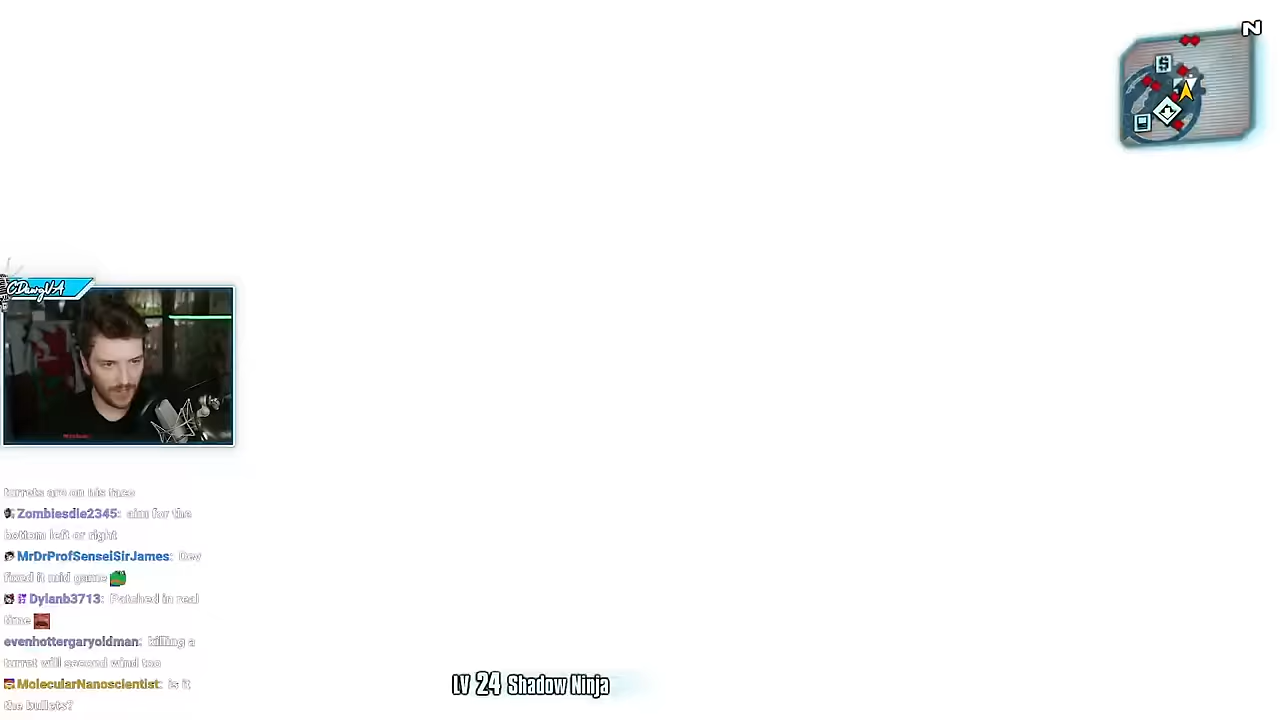 N
$
CDawgVA
turrets are on his face
Zombiesdie2345: aim for the
bottom left or right
MrDrProfSenseiSirJames: Dev
fixed it mid game
Dylanb3713: Patched in real
time
evenhottergaryoldman: killing a
turret will second wind too
MolecularNanoscientist: is it
the bullets?
LV 24 Shadow Ninja